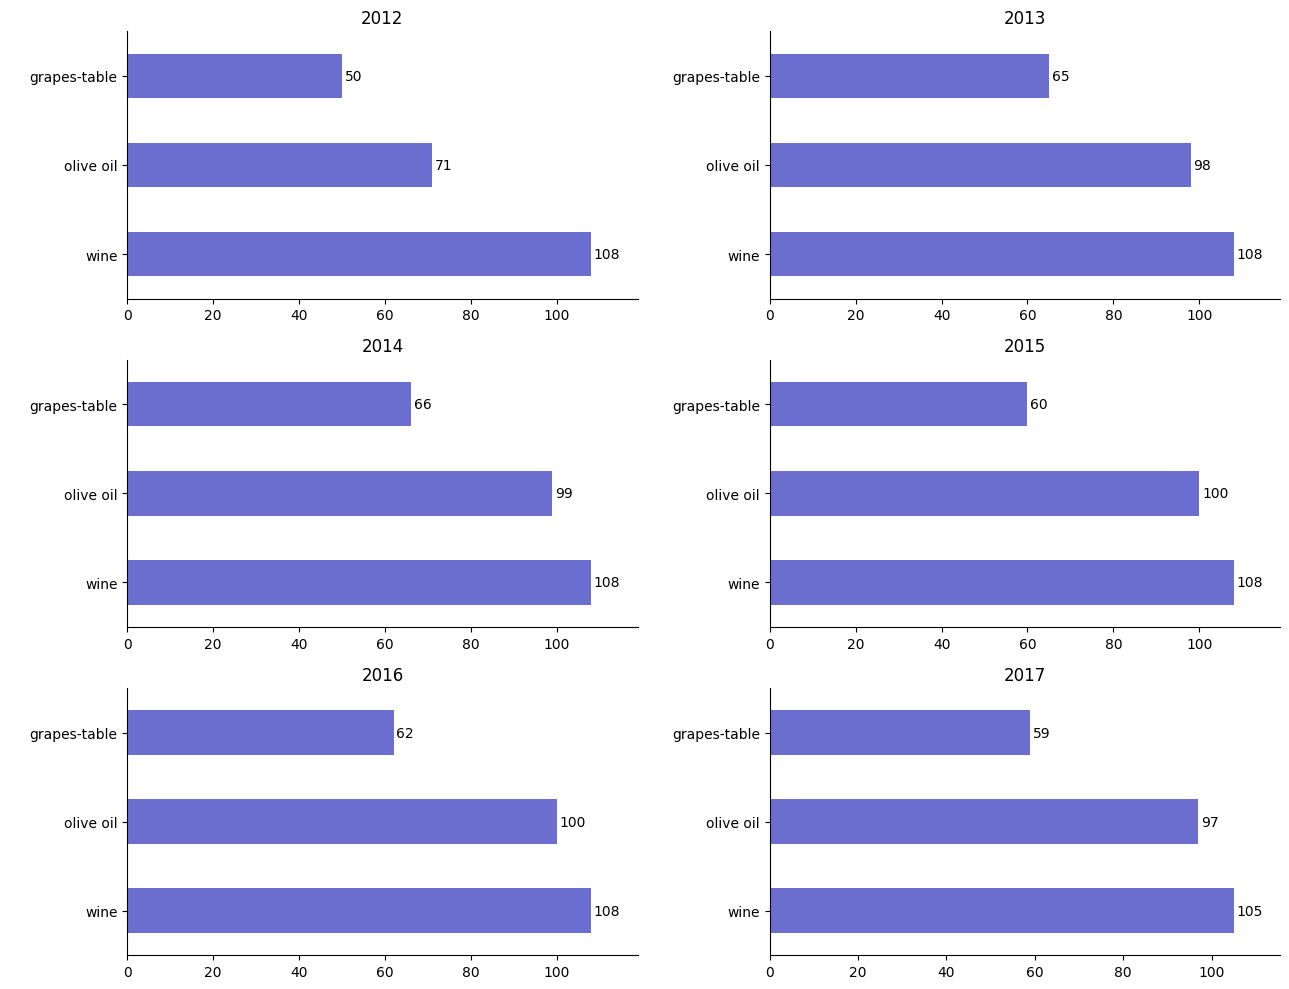 2012
grapes-table 50
olive oil 71
wine 108
0 20 40 60 80 100
2013
grapes-table 65
olive oil 98
wine 108
0 20 40 60 80 100
2014
grapes-table 66
olive oil 99
wine 108
0 20 40 60 80 100
2015
grapes-table 60
olive oil 100
wine 108
0 20 40 60 80 100
2016
grapes-table 62
olive oil 100
wine 108
0 20 40 60 80 100
2017
grapes-table 59
olive oil 97
wine 105
0 20 40 60 80 100